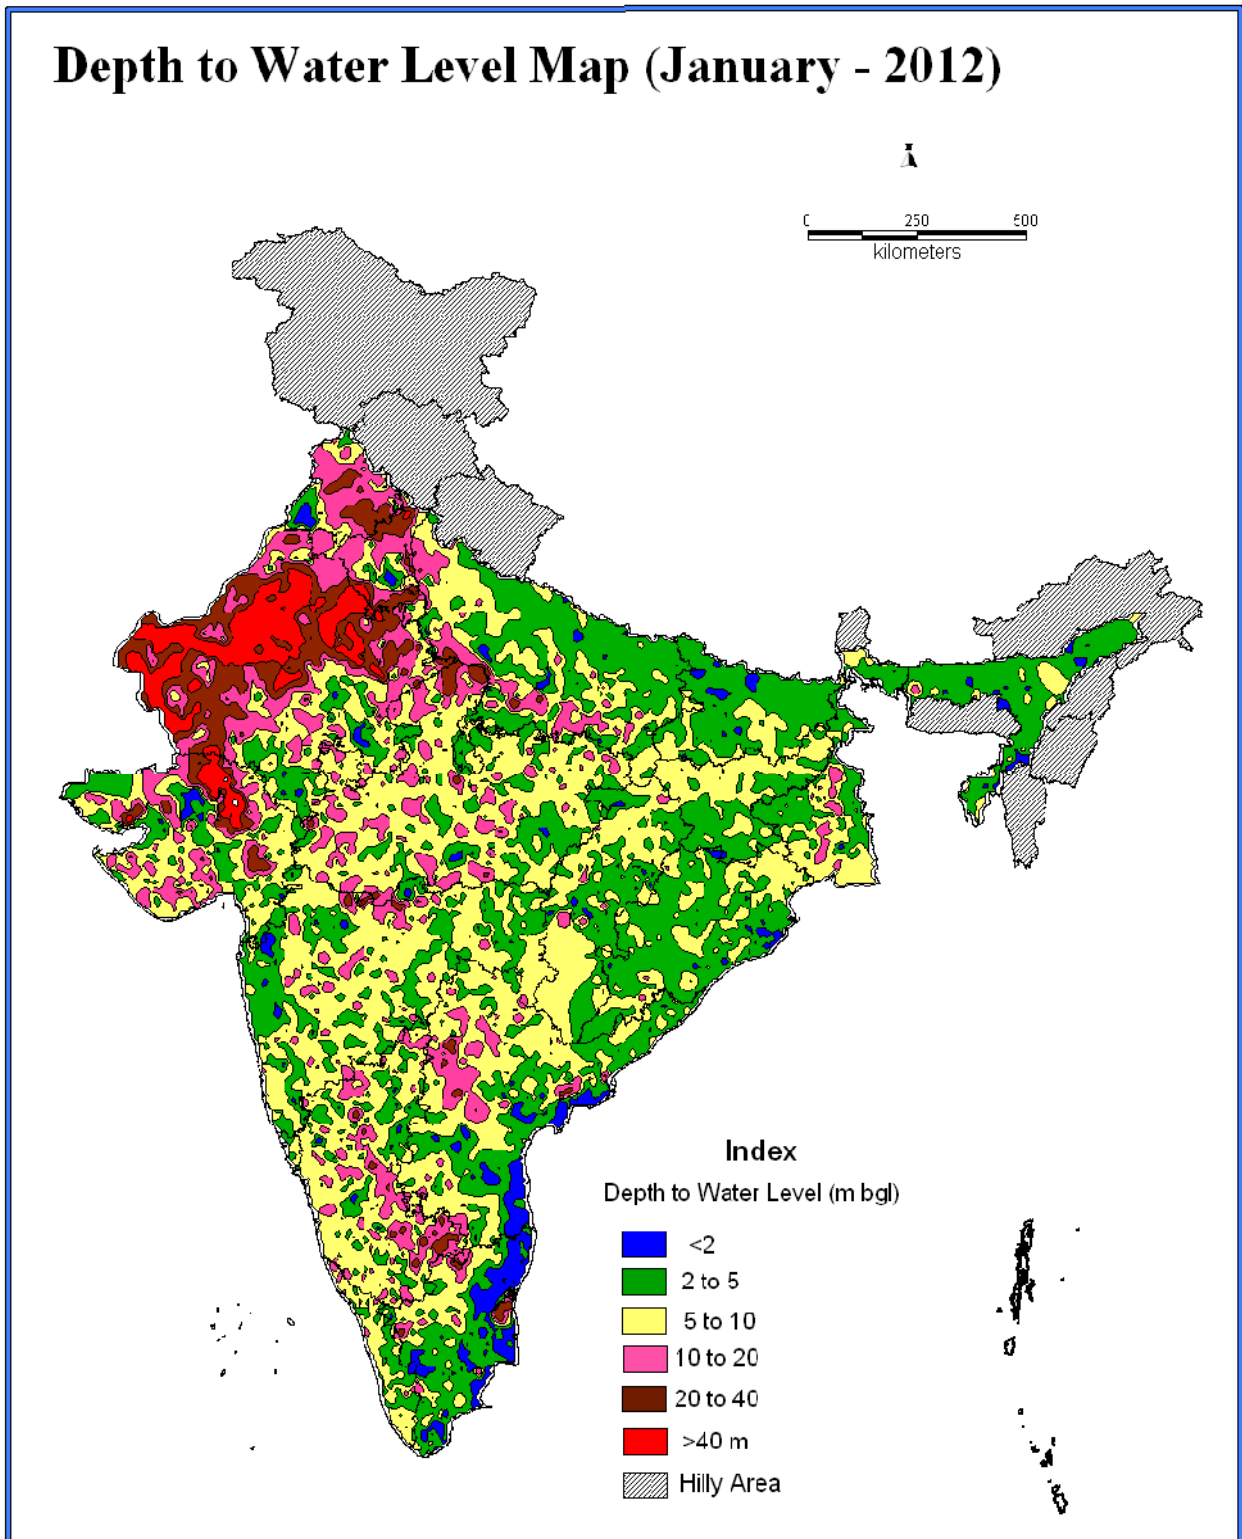 Depth to Water Level Map (January - 2012)
0 250 500
kilometers
Index
Depth to Water Level (m bgl)
<2
2 to 5
5 to 10
10 to 20
20 to 40
>40 m
Hilly Area